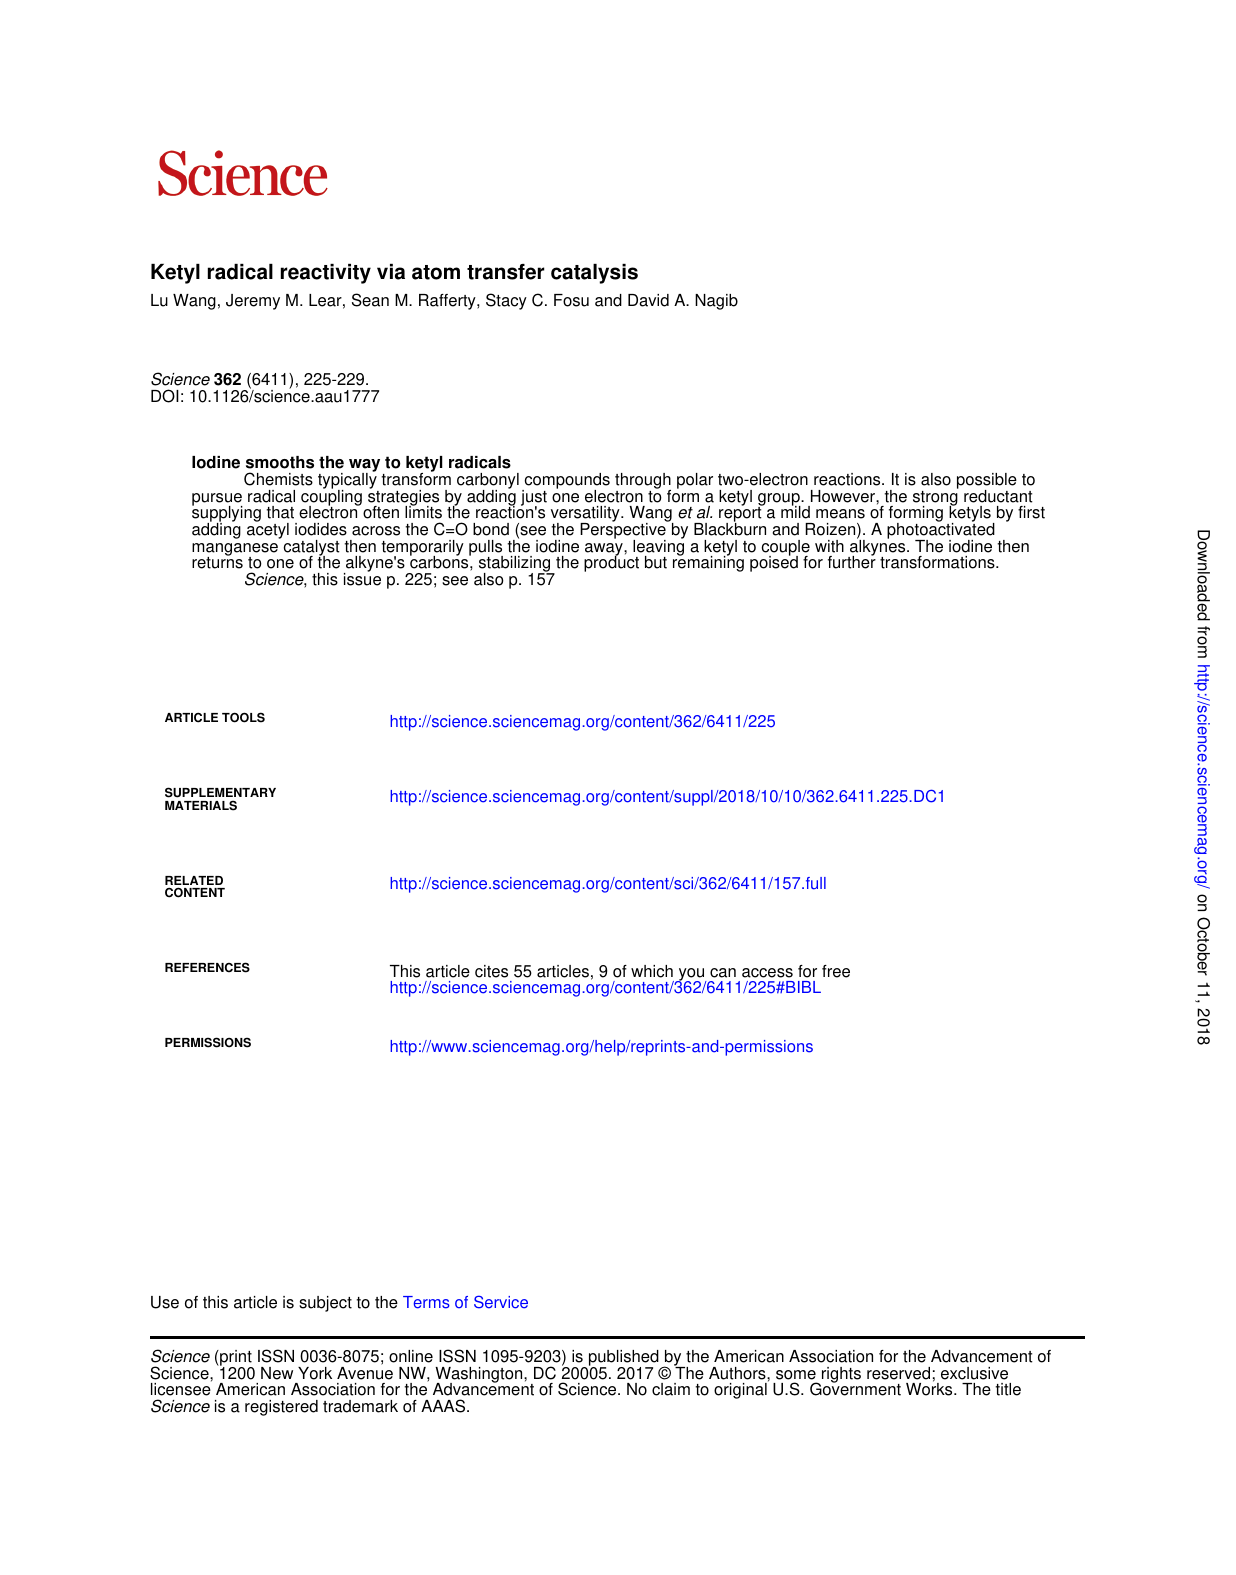 Science
Ketyl radical reactivity via atom transfer catalysis
Lu Wang, Jeremy M. Lear, Sean M. Rafferty, Stacy C. Fosu and David A. Nagib
Science 362 (6411), 225-229.
DOI: 10.1126/science.aau1777
Iodine smooths the way to ketyl radicals
Chemists typically transform carbonyl compounds through polar two-electron reactions. It is also possible to
pursue radical coupling strategies by adding just one electron to form a ketyl group. However, the strong reductant
supplying that electron often limits the reaction's versatility. Wang et al. report a mild means of forming ketyls by first
adding acetyl iodides across the C=O bond (see the Perspective by Blackburn and Roizen). A photoactivated
manganese catalyst then temporarily pulls the iodine away, leaving a ketyl to couple with alkynes. The iodine then
returns to one of the alkyne's carbons, stabilizing the product but remaining poised for further transformations.
Science, this issue p. 225; see also p. 157
ARTICLE TOOLS
http://science.sciencemag.org/content/362/6411/225
SUPPLEMENTARY
MATERIALS
http://science.sciencemag.org/content/suppl/2018/10/10/362.6411.225.DC1
RELATED
CONTENT
http://science.sciencemag.org/content/sci/362/6411/157.full
REFERENCES
This article cites 55 articles, 9 of which you can access for free
http://science.sciencemag.org/content/362/6411/225#BIBL
PERMISSIONS
http://www.sciencemag.org/help/reprints-and-permissions
Use of this article is subject to the Terms of Service
Science (print ISSN 0036-8075; online ISSN 1095-9203) is published by the American Association for the Advancement of
Science, 1200 New York Avenue NW, Washington, DC 20005. 2017 © The Authors, some rights reserved; exclusive
licensee American Association for the Advancement of Science. No claim to original U.S. Government Works. The title
Science is a registered trademark of AAAS.
Downloaded from http://science.sciencemag.org/ on October 11, 2018